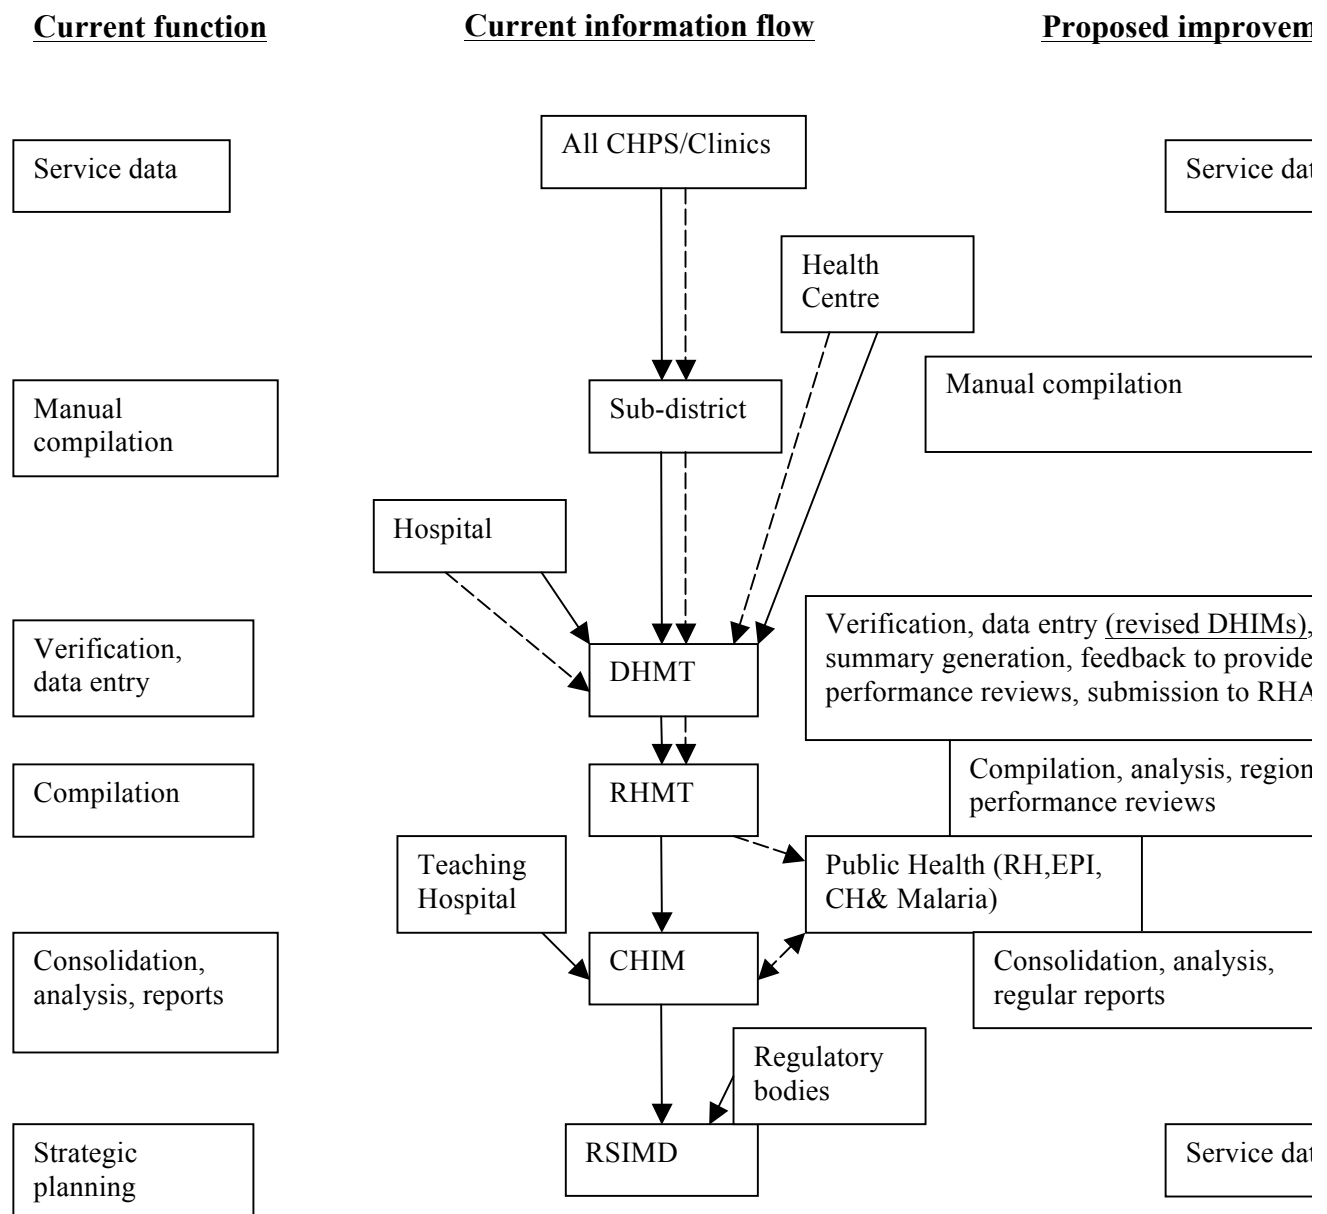 Current function
Current information flow
Proposed improvem
All CHPS/Clinics
Service data
Service dat
Health
Centre
Manual
compilation
Sub-district
Manual compilation
Hospital
Verification,
data entry
DHMT
Verification, data entry (revised DHIMs),
summary generation, feedback to provide
performance reviews, submission to RHA
Compilation
RHMT
Compilation, analysis, region
performance reviews
Teaching
Hospital
Public Health (RH,EPI,
CH& Malaria)
Consolidation,
analysis, reports
CHIM
Consolidation, analysis,
regular reports
Regulatory
bodies
Strategic
planning
RSIMD
Service dat